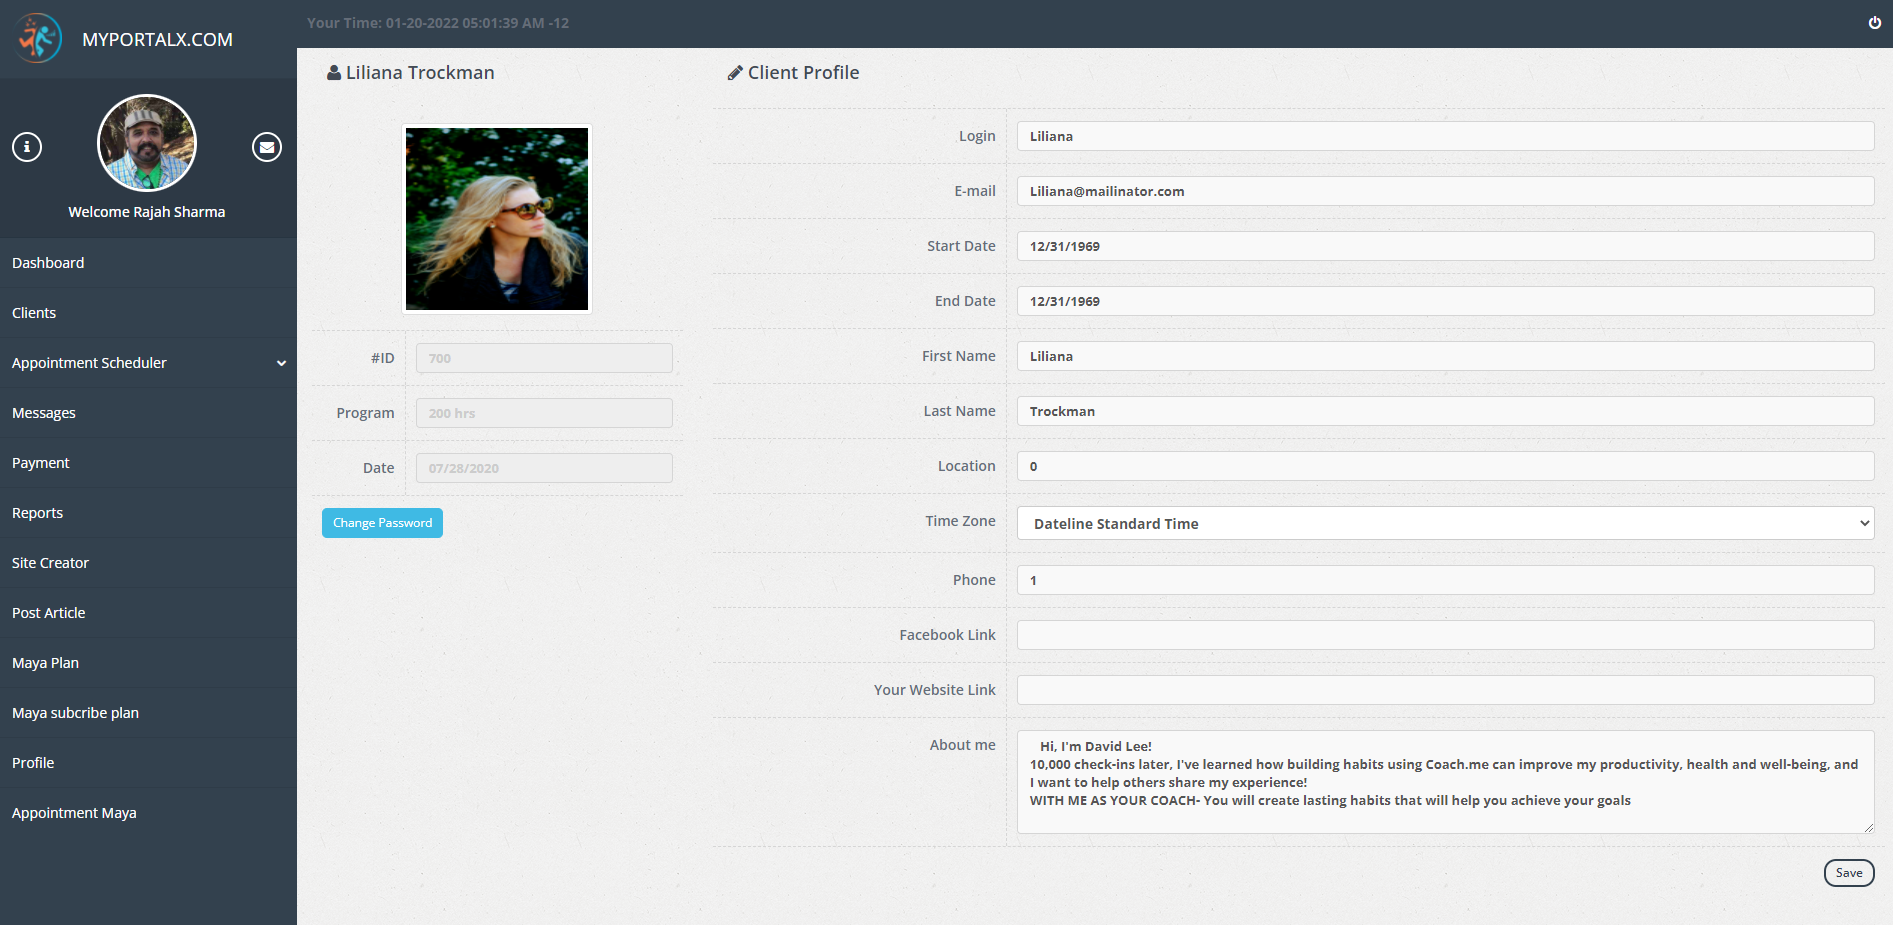 MYPORTALX.COM
Your Time: 01-20-2022 05:01:39 AM -12
Welcome Rajah Sharma
Dashboard
Clients
Appointment Scheduler
Messages
Payment
Reports
Site Creator
Post Article
Maya Plan
Maya subcribe plan
Profile
Appointment Maya
Liliana Trockman
#ID 700
Program 200 hrs
Date 07/28/2020
Change Password
Client Profile
Login Liliana
E-mail Liliana@mailinator.com
Start Date 12/31/1969
End Date 12/31/1969
First Name Liliana
Last Name Trockman
Location 0
Time Zone Dateline Standard Time
Phone 1
Facebook Link
Your Website Link
About me Hi, I'm David Lee!
10,000 check-ins later, I've learned how building habits using Coach.me can improve my productivity, health and well-being, and
I want to help others share my experience!
WITH ME AS YOUR COACH- You will create lasting habits that will help you achieve your goals
Save